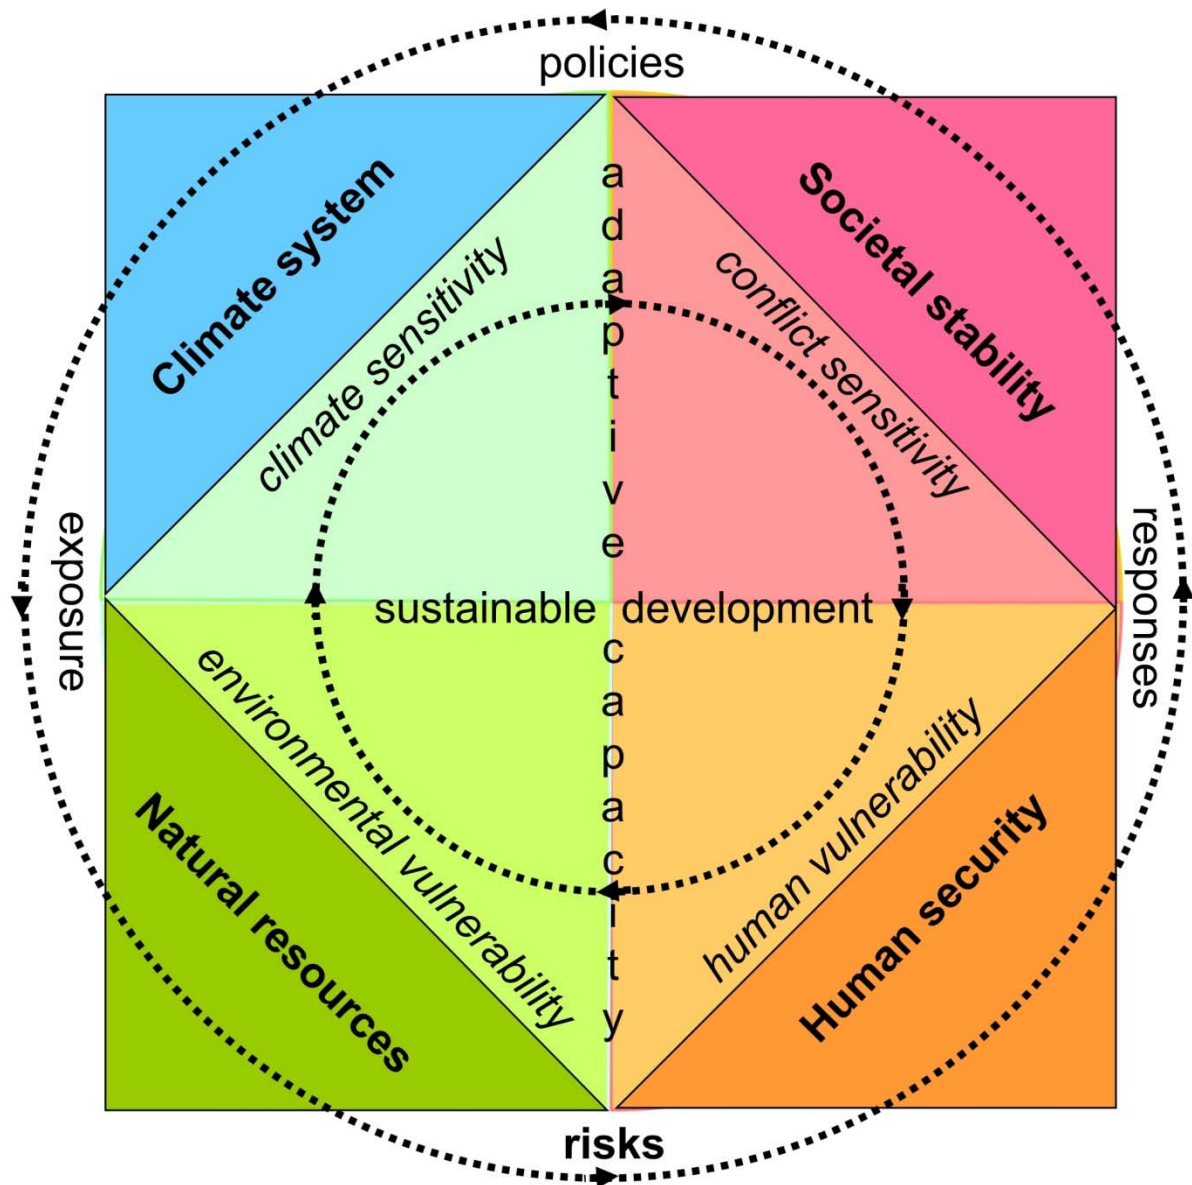 policies
Climate system
climate sensitivity
adaptive capacity
conflict sensitivity
Societal stability
exposure
sustainable development
responses
Natural resources
environmental vulnerability
human vulnerability
Human security
risks